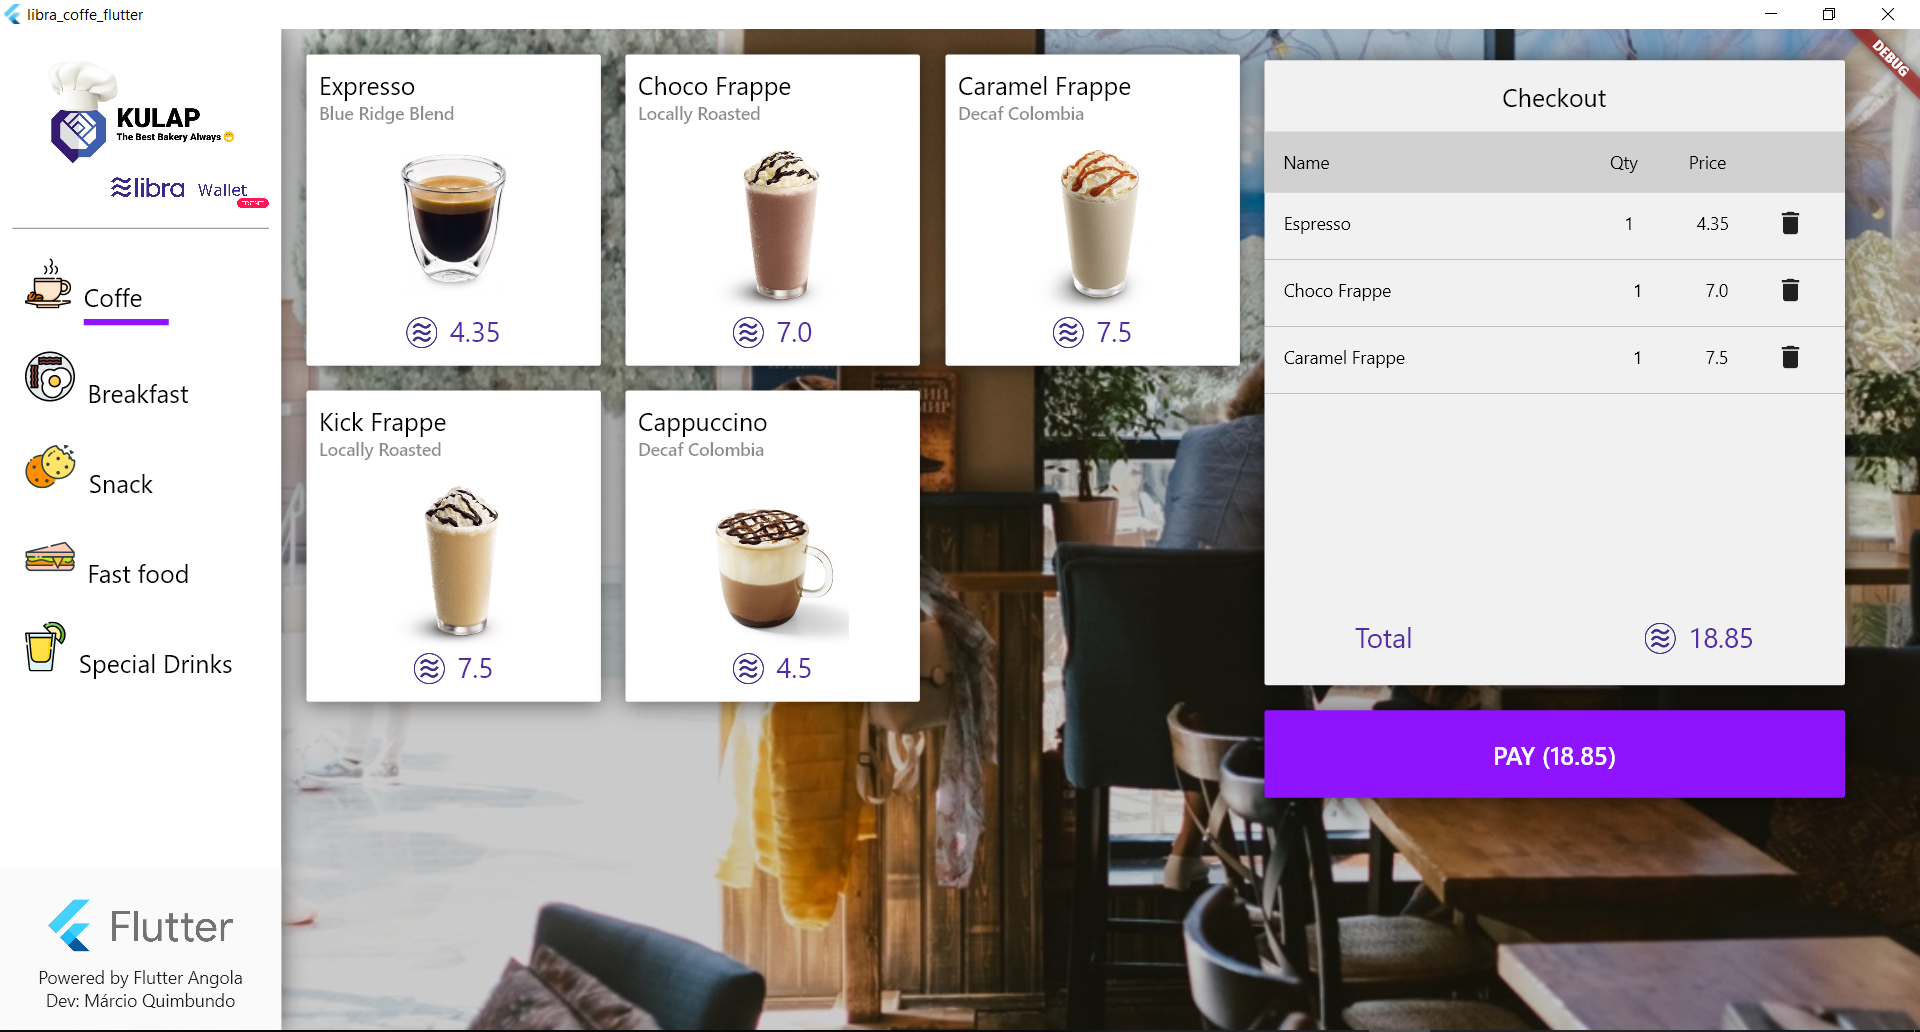 libra_coffe_flutter
DEBUG
KULAP
The Best Bakery Always
libra Wallet
Coffe
Breakfast
Snack
Fast food
Special Drinks
Flutter
Powered by Flutter Angola
Dev: Márcio Quimbundo
Expresso
Blue Ridge Blend
4.35
Choco Frappe
Locally Roasted
7.0
Caramel Frappe
Decaf Colombia
7.5
Kick Frappe
Locally Roasted
7.5
Cappuccino
Decaf Colombia
4.5
Checkout
Name Qty Price
Espresso 1 4.35
Choco Frappe 1 7.0
Caramel Frappe 1 7.5
Total 18.85
PAY (18.85)